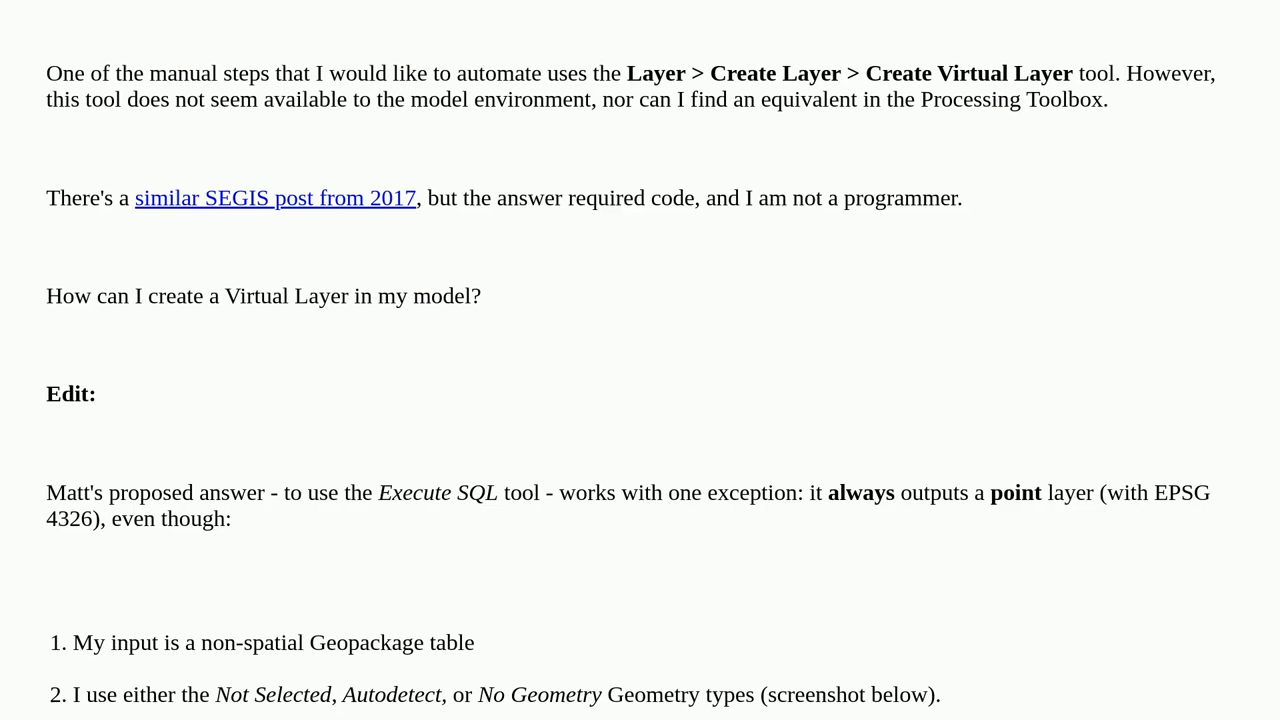 One of the manual steps that I would like to automate uses the Layer > Create Layer > Create Virtual Layer tool. However,
this tool does not seem available to the model environment, nor can I find an equivalent in the Processing Toolbox.
There's a similar SEGIS post from 2017, but the answer required code, and I am not a programmer.
How can I create a Virtual Layer in my model?
Edit:
Matt's proposed answer - to use the Execute SQL tool - works with one exception: it always outputs a point layer (with EPSG
4326), even though:
1. My input is a non-spatial Geopackage table
2. I use either the Not Selected, Autodetect, or No Geometry Geometry types (screenshot below).